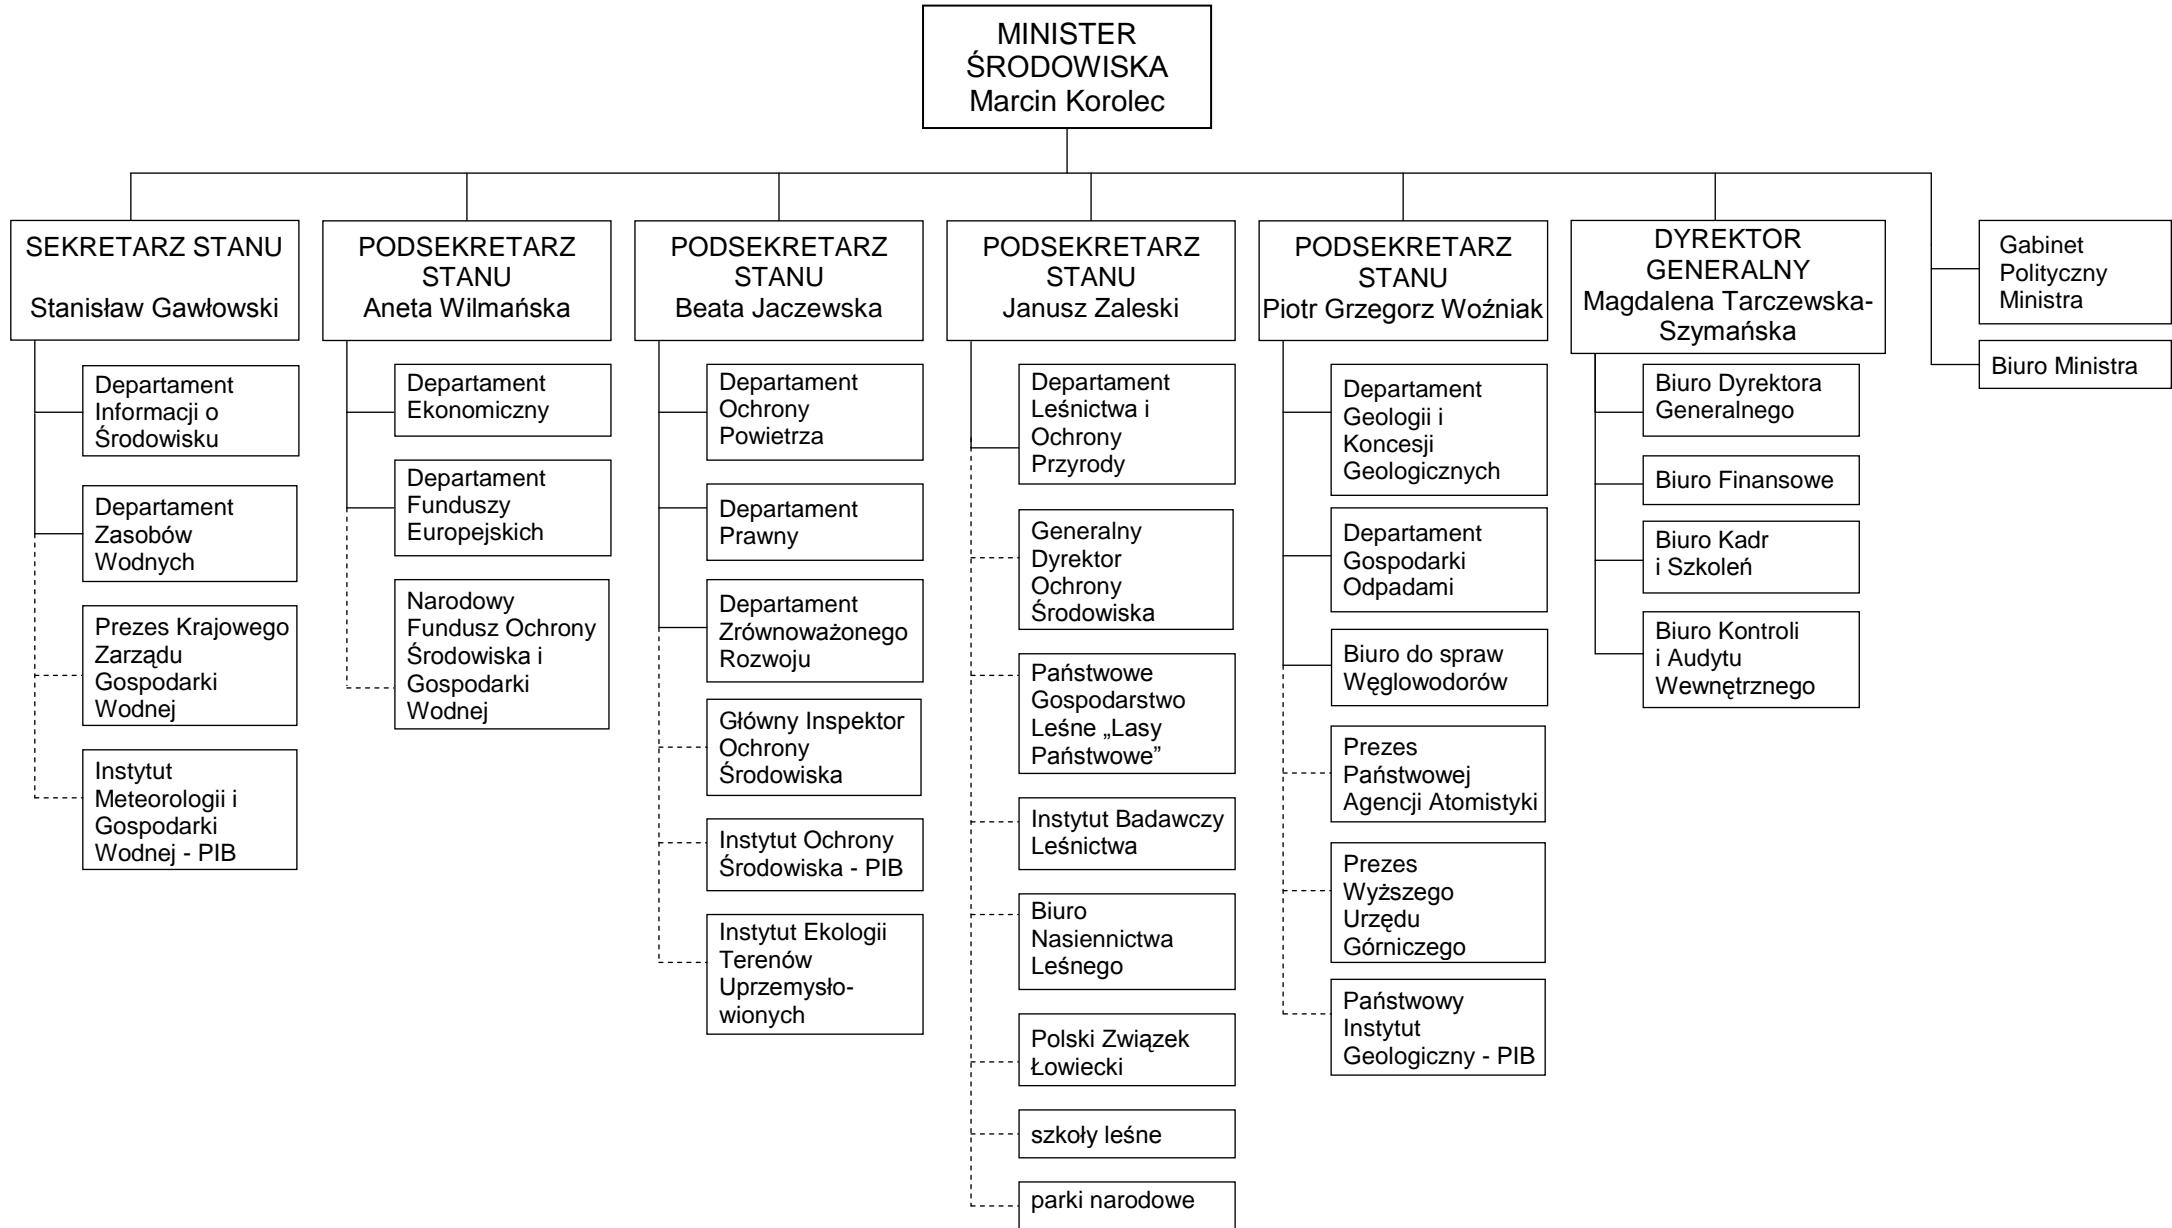 MINISTER
ŚRODOWISKA
Marcin Korolec
SEKRETARZ STANU
Stanisław Gawłowski
Departament
Informacji o
Środowisku
Departament
Zasobów
Wodnych
Prezes Krajowego
Zarządu
Gospodarki
Wodnej
Instytut
Meteorologii i
Gospodarki
Wodnej - PIB
PODSEKRETARZ
STANU
Aneta Wilmańska
Departament
Ekonomiczny
Departament
Funduszy
Europejskich
Narodowy
Fundusz Ochrony
Środowiska i
Gospodarki
Wodnej
PODSEKRETARZ
STANU
Beata Jaczewska
Departament
Ochrony
Powietrza
Departament
Prawny
Departament
Zrównoważonego
Rozwoju
Główny Inspektor
Ochrony
Środowiska
Instytut Ochrony
Środowiska - PIB
Instytut Ekologii
Terenów
Uprzemysło-
wionych
PODSEKRETARZ
STANU
Janusz Zaleski
Departament
Leśnictwa i
Ochrony
Przyrody
Generalny
Dyrektor
Ochrony
Środowiska
Państwowe
Gospodarstwo
Leśne „Lasy
Państwowe”
Instytut Badawczy
Leśnictwa
Biuro
Nasiennictwa
Leśnego
Polski Związek
Łowiecki
szkoły leśne
parki narodowe
PODSEKRETARZ
STANU
Piotr Grzegorz Woźniak
Departament
Geologii i
Koncesji
Geologicznych
Departament
Gospodarki
Odpadami
Biuro do spraw
Węglowodorów
Prezes
Państwowej
Agencji Atomistyki
Prezes
Wyższego
Urzędu
Górniczego
Państwowy
Instytut
Geologiczny - PIB
DYREKTOR
GENERALNY
Magdalena Tarczewska-
Szymańska
Biuro Dyrektora
Generalnego
Biuro Finansowe
Biuro Kadr
i Szkoleń
Biuro Kontroli
i Audytu
Wewnętrznego
Gabinet
Polityczny
Ministra
Biuro Ministra